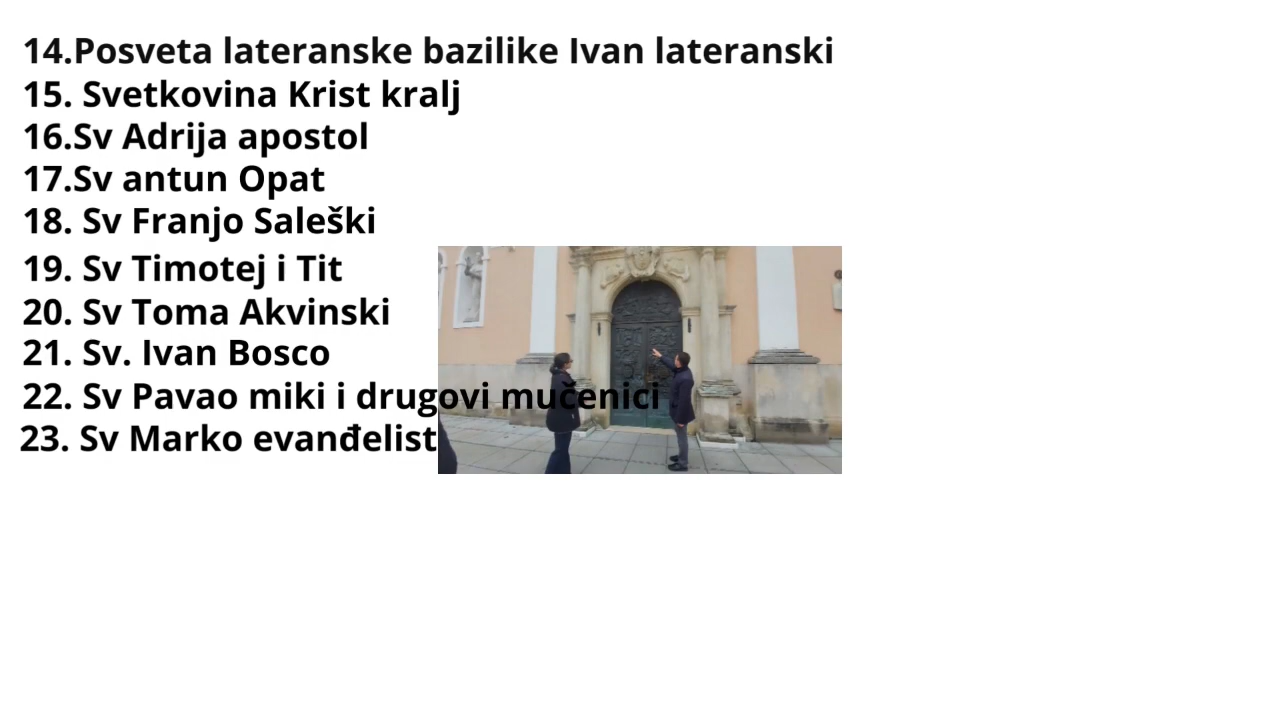 14.Posveta lateranske bazilike Ivan lateranski
15. Svetkovina Krist kralj
16.Sv Adrija apostol
17.Sv antun Opat
18. Sv Franjo Saleški
19. Sv Timotej i Tit
20. Sv Toma Akvinski
21. Sv. Ivan Bosco
22. Sv Pavao miki i drugovi mučenici
23. Sv Marko evanđelist